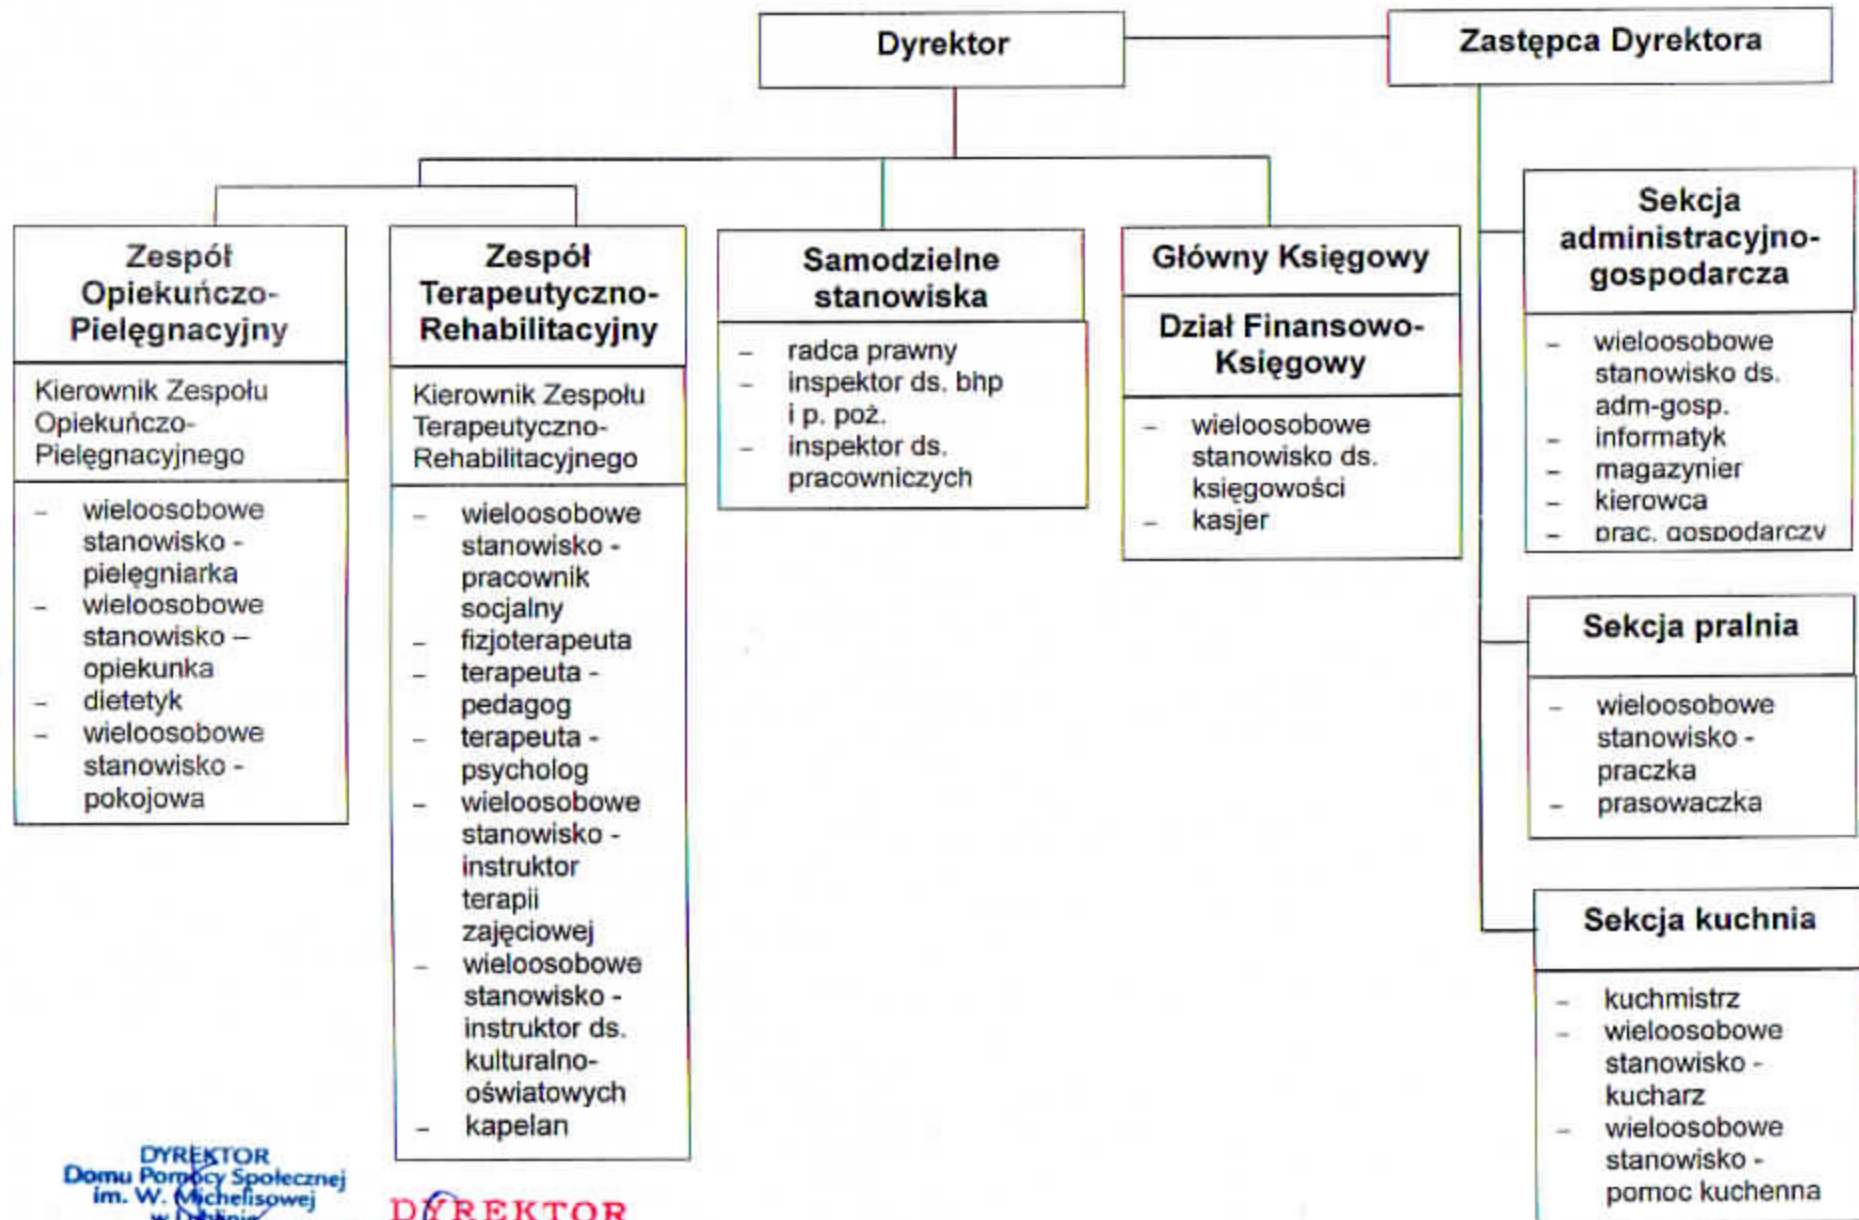 Dyrektor
Zastępca Dyrektora
Zespół
Opiekuńczo-
Pielęgnacyjny
Kierownik Zespołu
Opiekuńczo-
Pielęgnacyjnego
- wieloosobowe
stanowisko -
pielęgniarka
- wieloosobowe
stanowisko –
opiekunka
- dietetyk
- wieloosobowe
stanowisko -
pokojowa
Zespół
Terapeutyczno-
Rehabilitacyjny
Kierownik Zespołu
Terapeutyczno-
Rehabilitacyjnego
- wieloosobowe
stanowisko -
pracownik
socjalny
- fizjoterapeuta
- terapeuta -
pedagog
- terapeuta -
psycholog
- wieloosobowe
stanowisko -
instruktor
terapii
zajęciowej
- wieloosobowe
stanowisko -
instruktor ds.
kulturalno-
oświatowych
- kapelan
Samodzielne
stanowiska
- radca prawny
- inspektor ds. bhp
i p. poż.
- inspektor ds.
pracowniczych
Główny Księgowy
Dział Finansowo-
Księgowy
- wieloosobowe
stanowisko ds.
księgowości
- kasjer
Sekcja
administracyjno-
gospodarcza
- wieloosobowe
stanowisko ds.
adm-gosp.
- informatyk
- magazynier
- kierowca
- prac. gospodarczy
Sekcja pralnia
- wieloosobowe
stanowisko -
praczka
- prasowaczka
Sekcja kuchnia
- kuchmistrz
- wieloosobowe
stanowisko -
kucharz
- wieloosobowe
stanowisko -
pomoc kuchenna
DYREKTOR
Domu Pomocy Społecznej
im. W. Michelisowej
w Lublinie
DYREKTOR